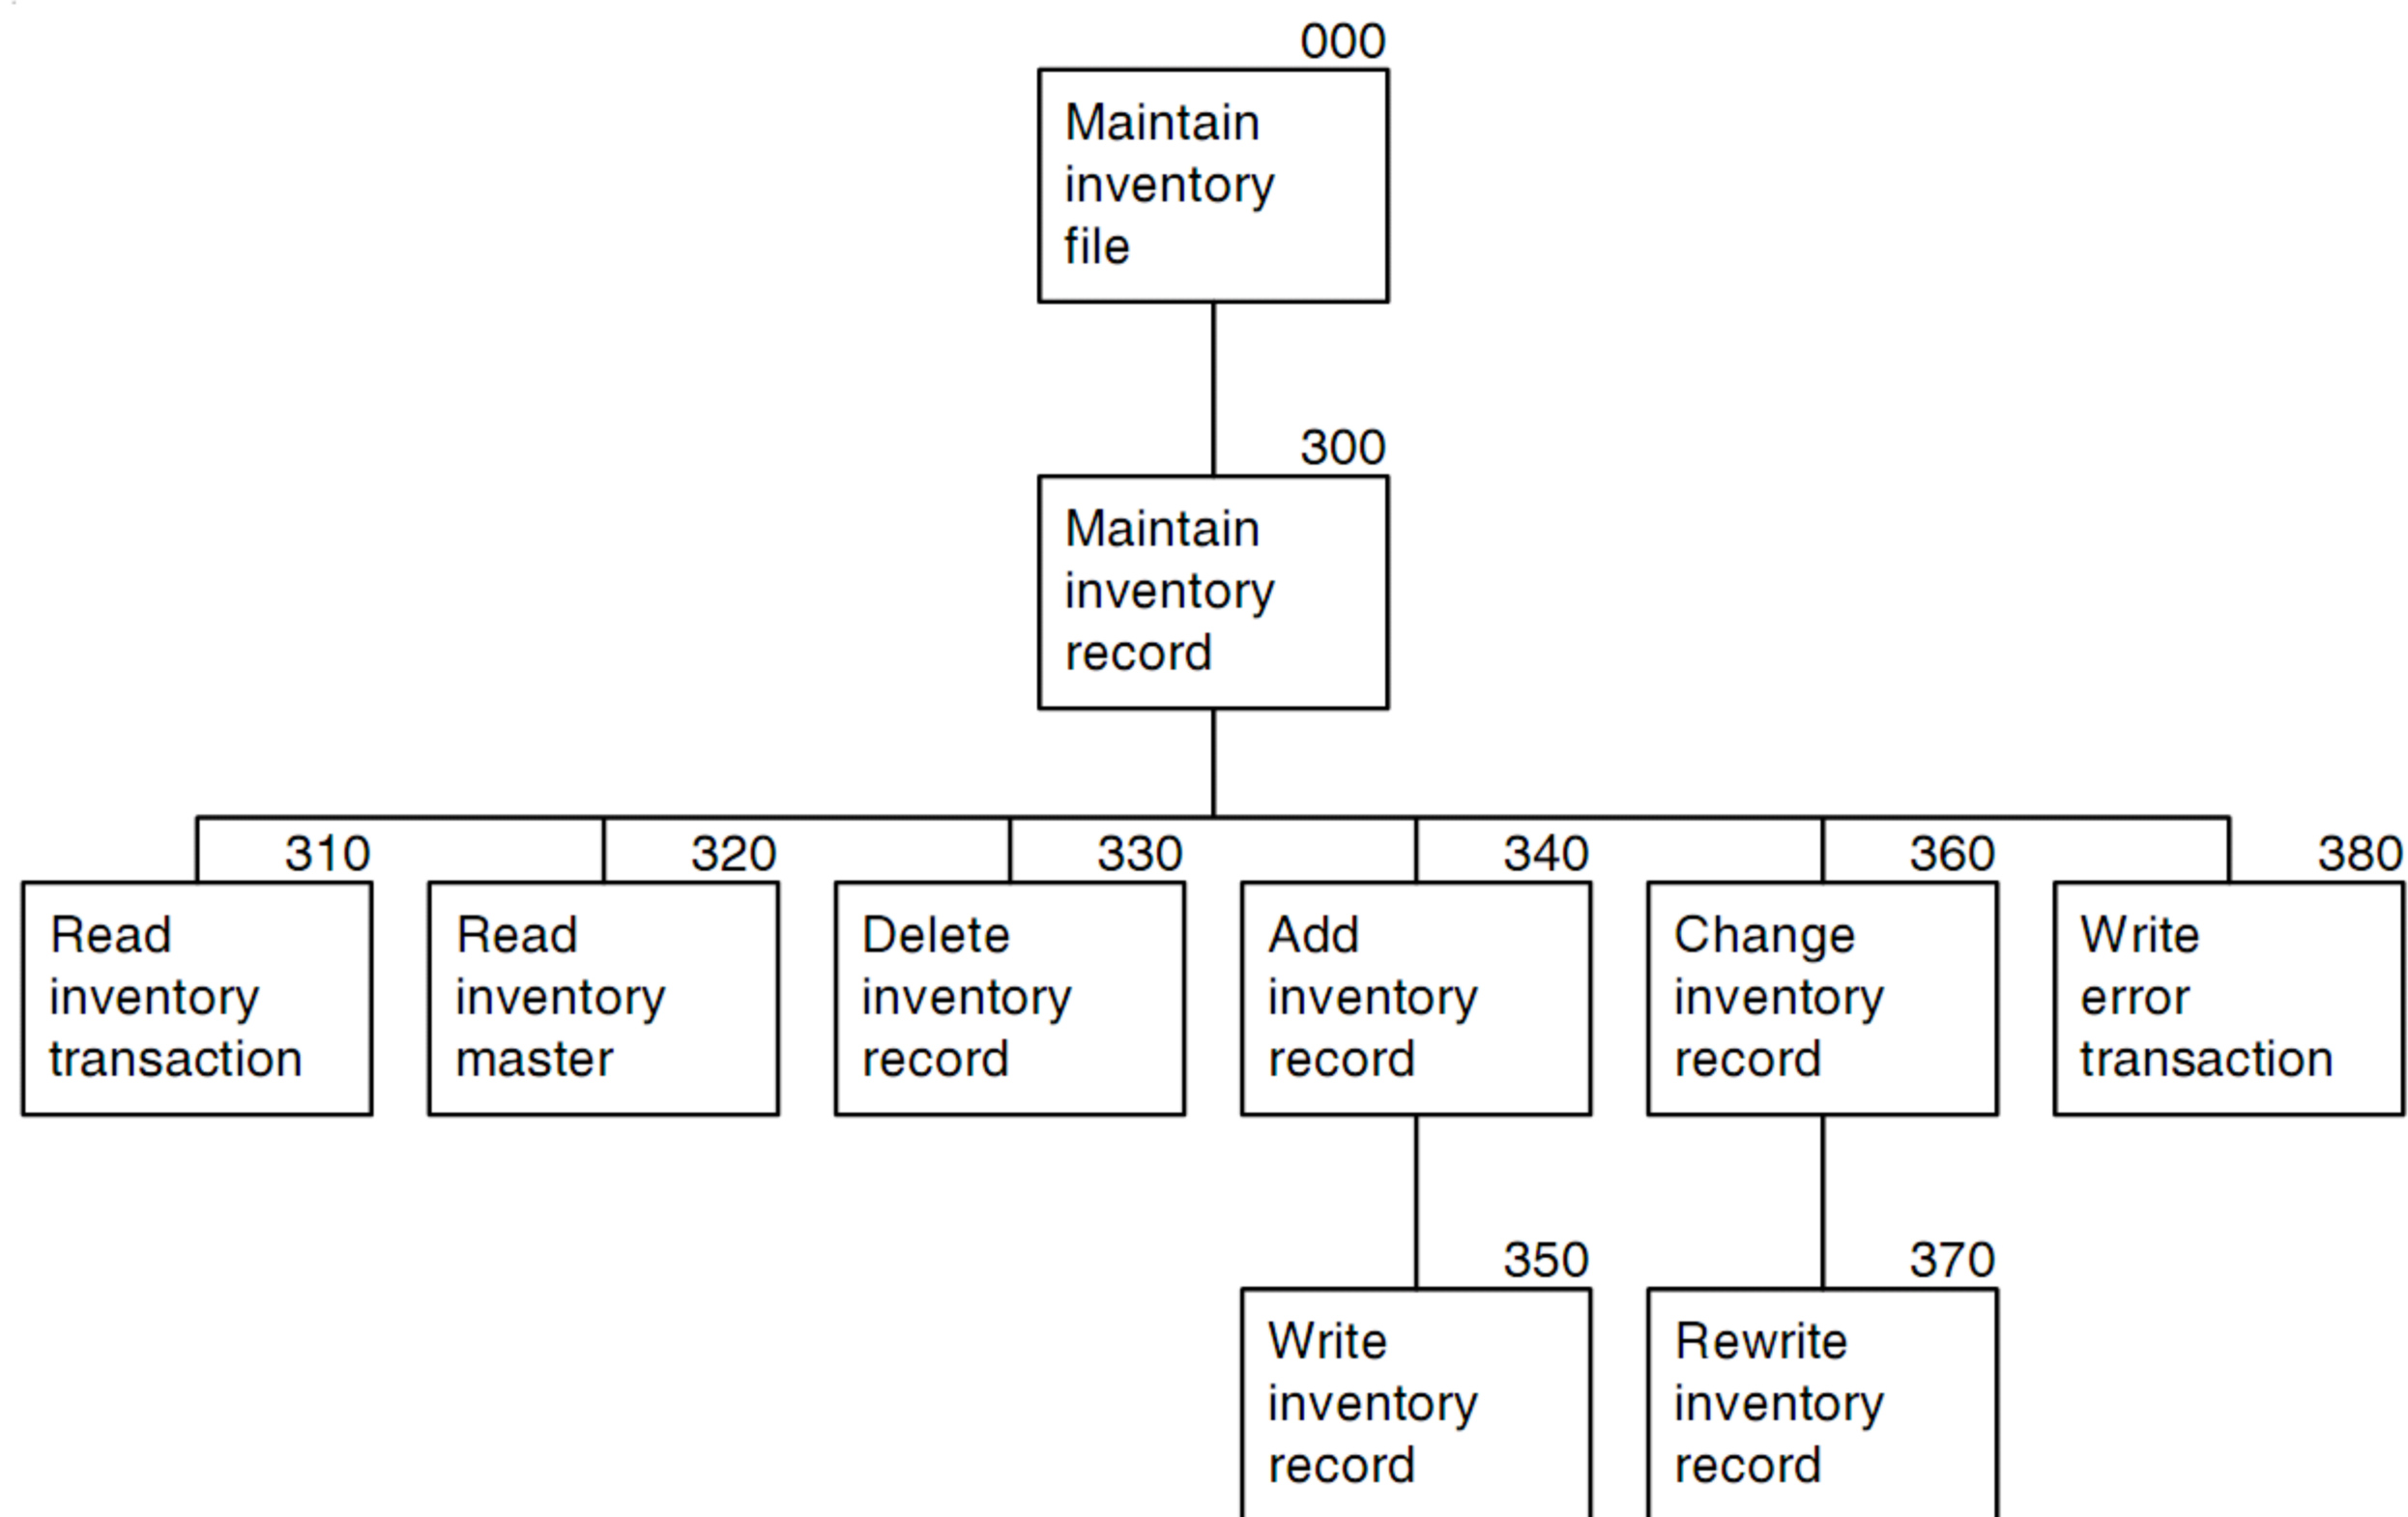 000
Maintain
inventory
file
300
Maintain
inventory
record
310
Read
inventory
transaction
320
Read
inventory
master
330
Delete
inventory
record
340
Add
inventory
record
360
Change
inventory
record
380
Write
error
transaction
350
Write
inventory
record
370
Rewrite
inventory
record